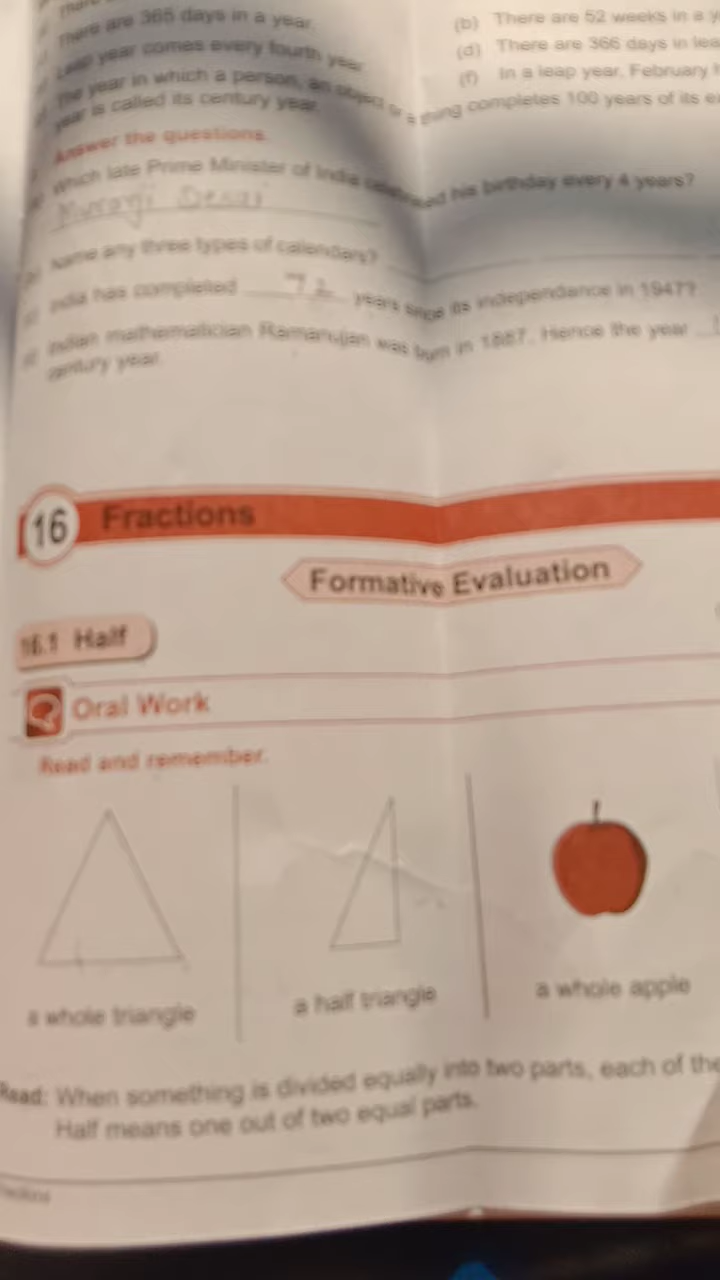 There are 365 days in a year.
(b) There are 52 weeks in a
Leap year comes every fourth year.
(d) There are 366 days in
The year in which a person, an object or a thing completes 100 years of its
(f) In a leap year, February
year is called its century year.
Answer the questions.
Which late Prime Minister of India celebrated his birthday every 4 years?
Desai
Name any three types of calendars?
India has completed 72 years since its independance in 1947?
Indian mathematician Ramanujan was born in 1887. Hence the year
century year.
16 Fractions
Formative Evaluation
16.1 Half
Oral Work
Read and remember.
a whole triangle
a half triangle
a whole apple
Read: When something is divided equally into two parts, each of the
Half means one out of two equal parts.